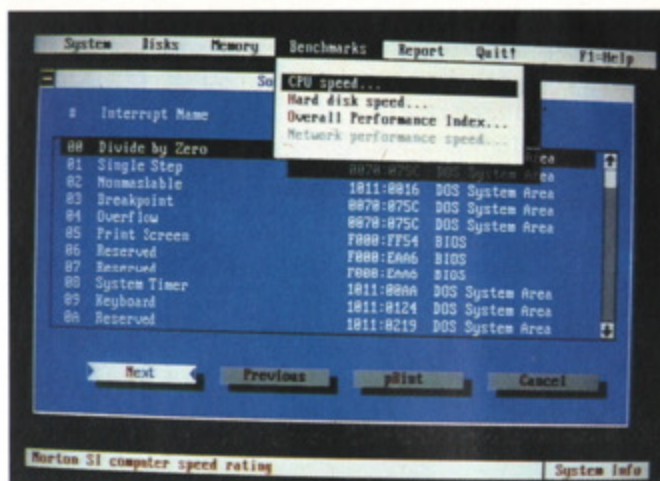 System Disks Memory Benchmarks Report Quit! F1=Help
So
CPU speed...
Hard disk speed...
Overall Performance Index...
Network performance speed...
# Interrupt Name
00 Divide by Zero Area
01 Single Step 0070:075C DOS System Area
02 Nonmaskable 1011:0016 DOS System Area
03 Breakpoint 0070:075C DOS System Area
04 Overflow 0070:075C DOS System Area
05 Print Screen F000:FF54 BIOS
06 Reserved F000:EAA6 BIOS
07 Reserved F000:EAA6 BIOS
08 System Timer 1011:00AA DOS System Area
09 Keyboard 1011:0124 DOS System Area
0A Reserved 1011:0219 DOS System Area
Next Previous pRint Cancel
Norton SI computer speed rating System Info